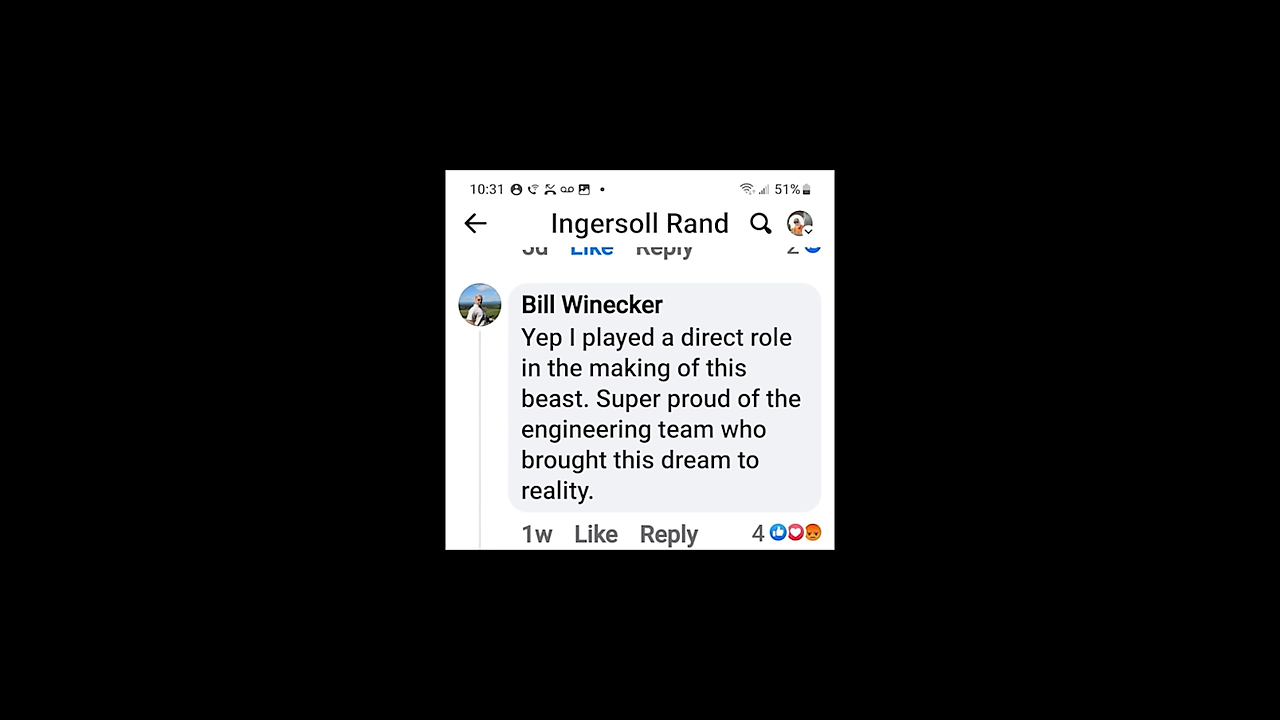 10:31 51%
Ingersoll Rand
5d Like Reply 2
Bill Winecker
Yep I played a direct role
in the making of this
beast. Super proud of the
engineering team who
brought this dream to
reality.
1w Like Reply 4